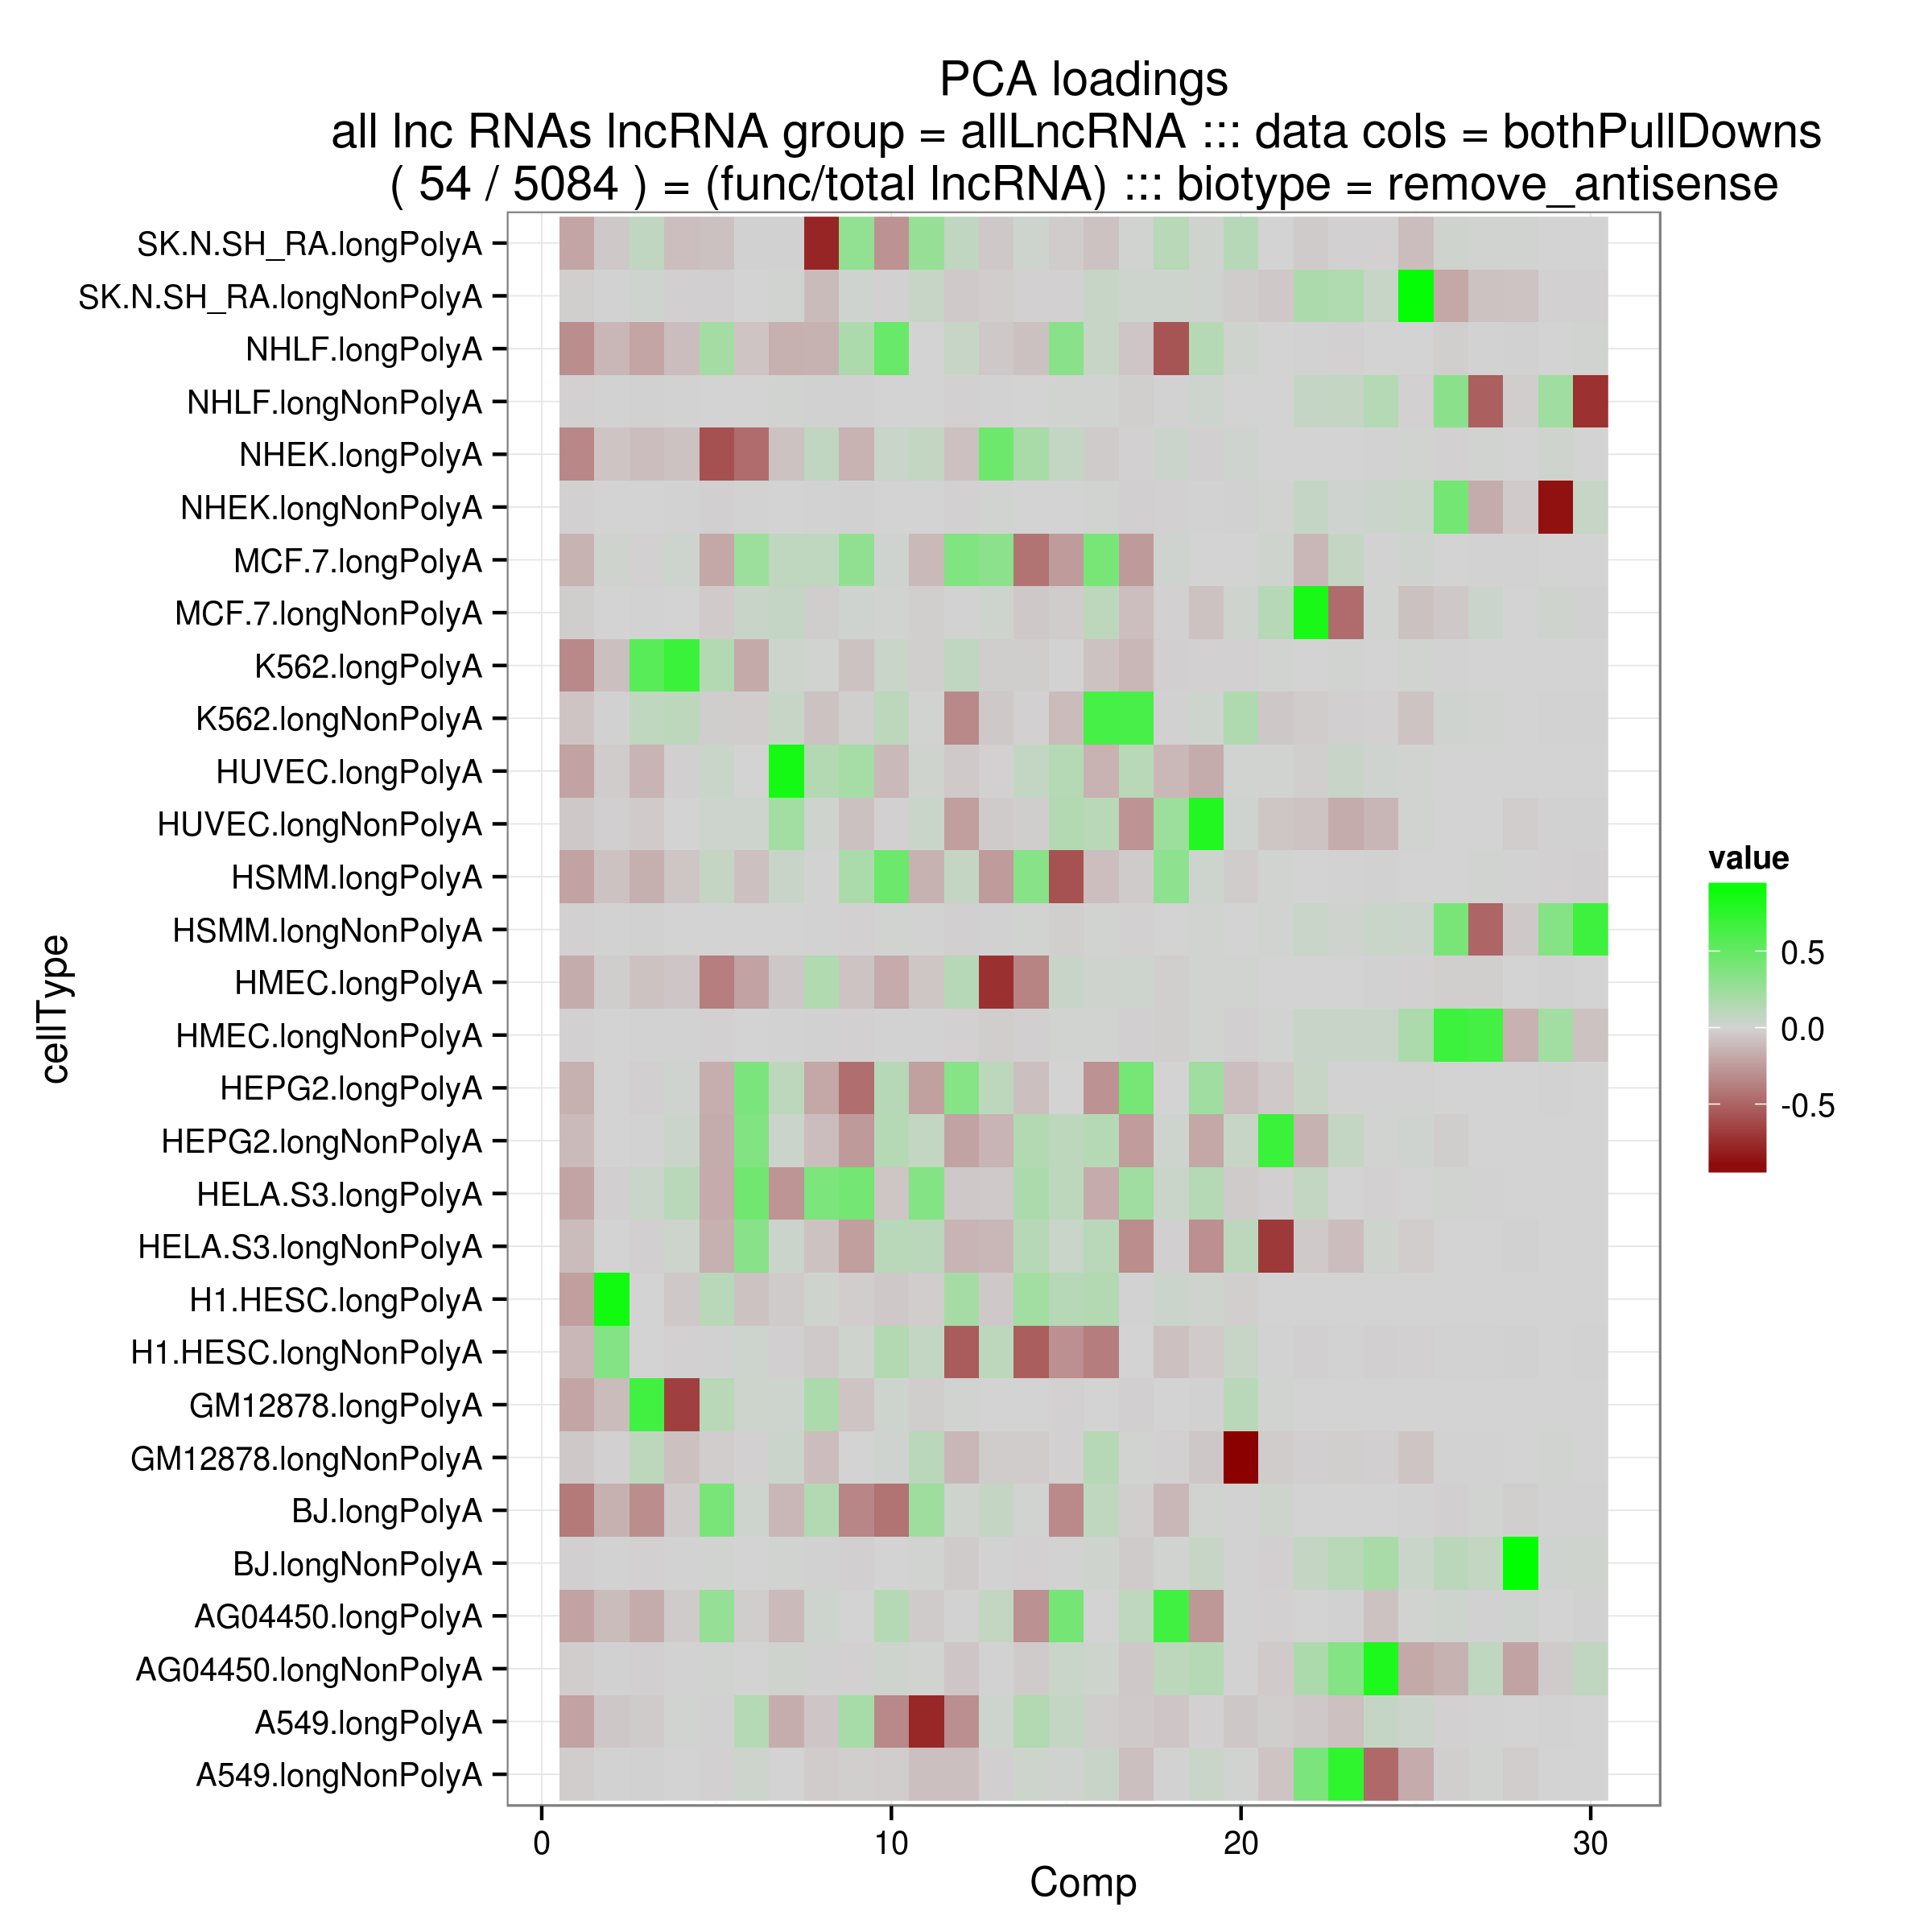 PCA loadings
all lnc RNAs lncRNA group = allLncRNA ::: data cols = bothPullDowns
( 54 / 5084 ) = (func/total lncRNA) ::: biotype = remove_antisense
SK.N.SH_RA.longPolyA
SK.N.SH_RA.longNonPolyA
NHLF.longPolyA
NHLF.longNonPolyA
NHEK.longPolyA
NHEK.longNonPolyA
MCF.7.longPolyA
MCF.7.longNonPolyA
K562.longPolyA
K562.longNonPolyA
HUVEC.longPolyA
HUVEC.longNonPolyA
HSMM.longPolyA
HSMM.longNonPolyA
HMEC.longPolyA
HMEC.longNonPolyA
HEPG2.longPolyA
HEPG2.longNonPolyA
HELA.S3.longPolyA
HELA.S3.longNonPolyA
H1.HESC.longPolyA
H1.HESC.longNonPolyA
GM12878.longPolyA
GM12878.longNonPolyA
BJ.longPolyA
BJ.longNonPolyA
AG04450.longPolyA
AG04450.longNonPolyA
A549.longPolyA
A549.longNonPolyA
cellType
0 10 20 30
Comp
value
0.5
0.0
-0.5